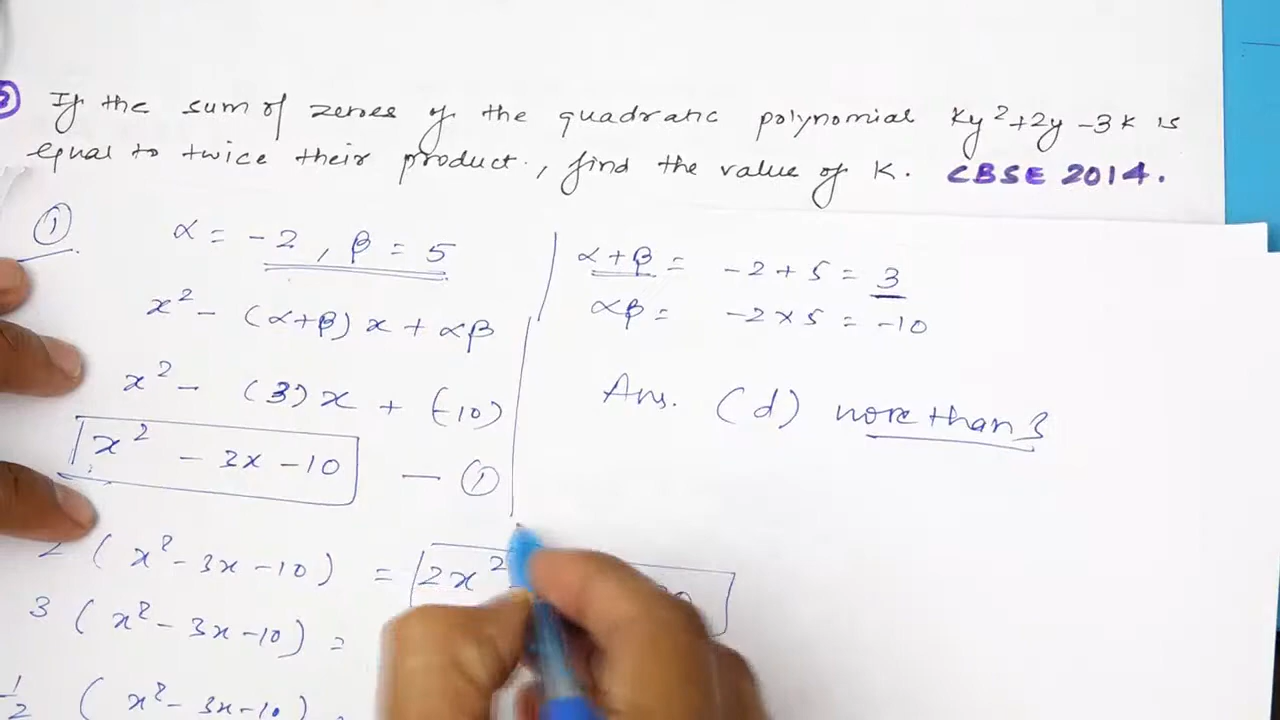 If the sum of zeroes of the quadratic polynomial Ky²+2y-3K is
equal to twice their product., find the value of K. CBSE 2014.
①
α = -2, β = 5
x² - (α+β)x + αβ
x² - (3)x + (-10)
x² - 3x - 10 — ①
2 (x² - 3x - 10) = 2x²
3 (x² - 3x - 10) =
-1/2 (x² - 3x - 10)
α+β = -2+5 = 3
αβ = -2×5 = -10
Ans. (d) more than 3